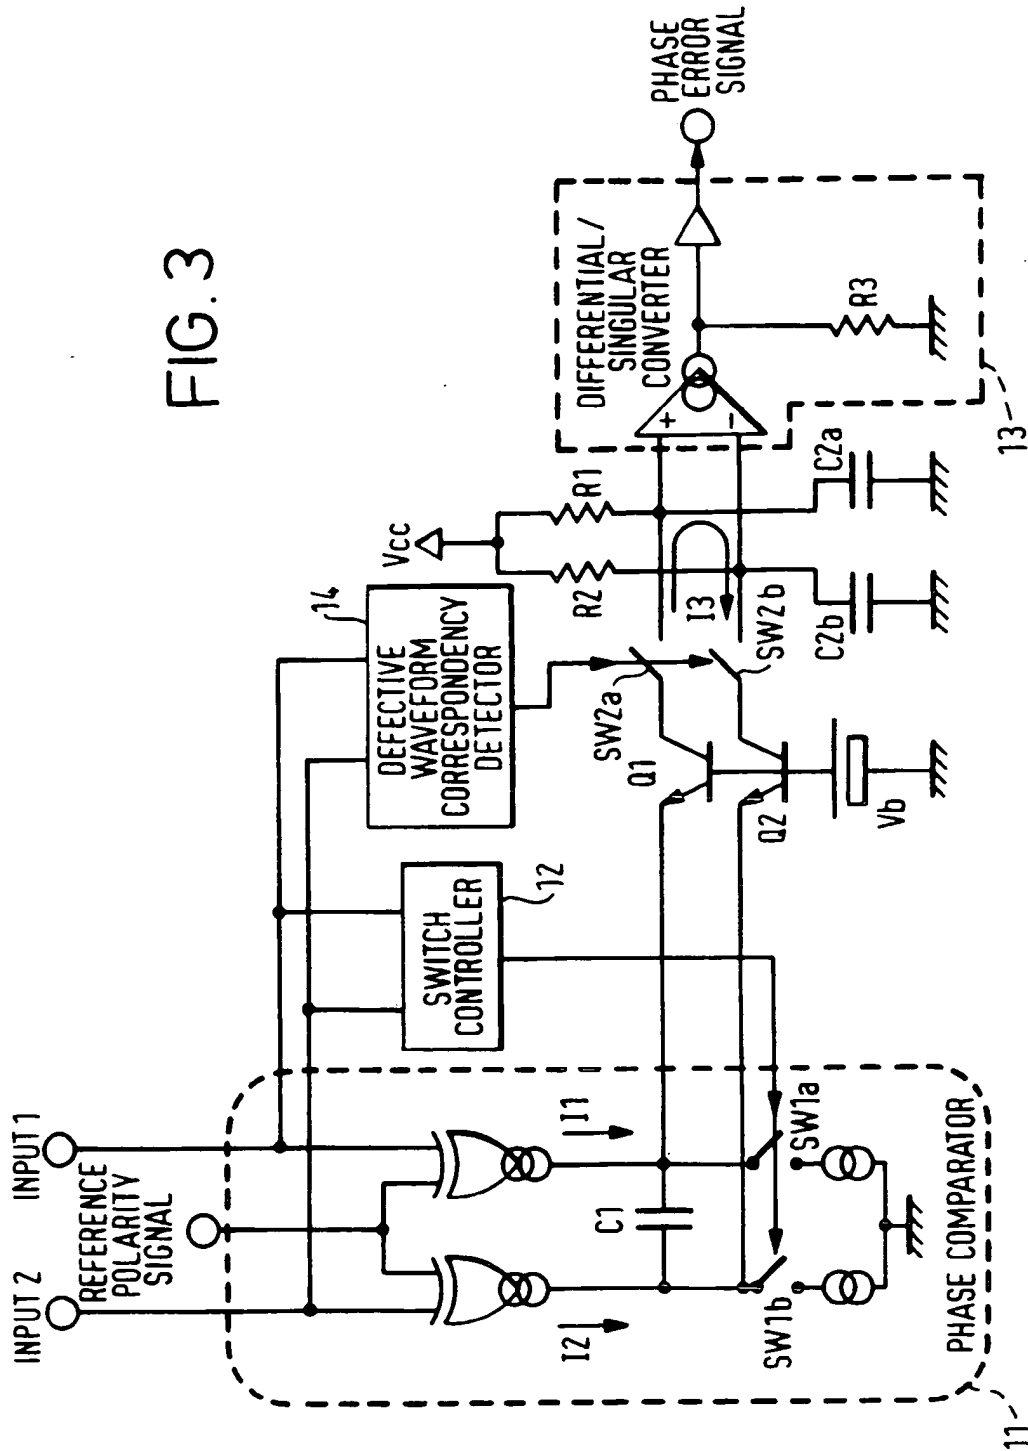 FIG. 3
INPUT 1
REFERENCE
POLARITY
SIGNAL
INPUT 2
I1
I2
C1
SW1a
SW1b
PHASE COMPARATOR
11
SWITCH
CONTROLLER
12
DEFECTIVE
WAVEFORM
CORRESPONDENCY
DETECTOR
14
SW2a
SW2b
Q1
Q2
Vb
Vcc
R1
R2
I3
C2a
C2b
DIFFERENTIAL/
SINGULAR
CONVERTER
+
−
R3
13
PHASE
ERROR
SIGNAL